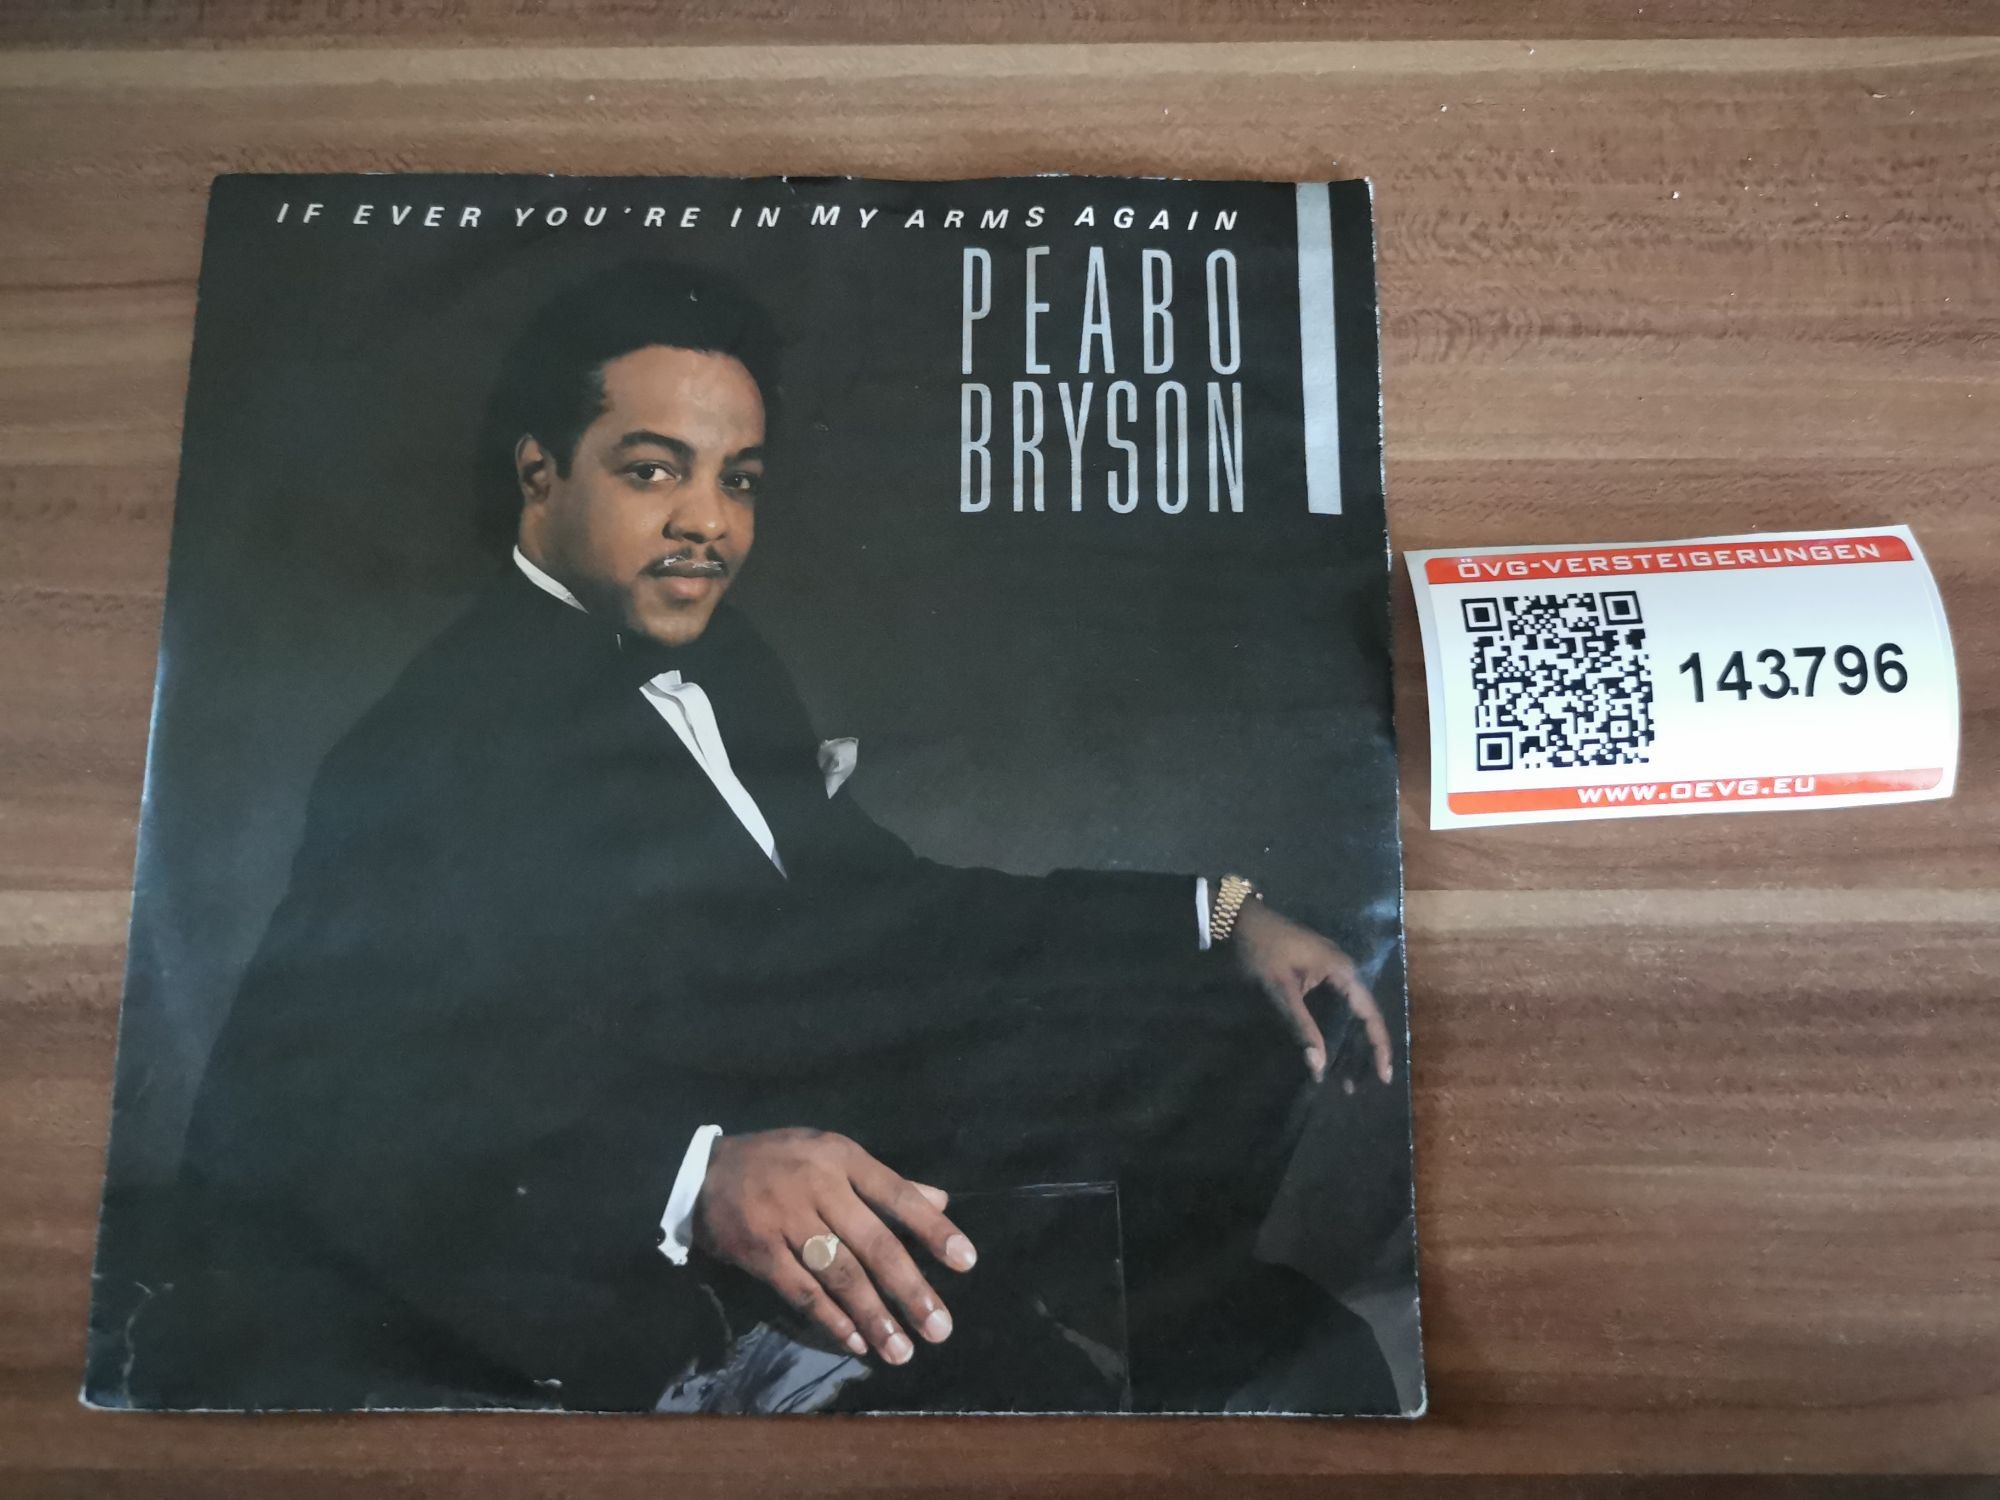 IF EVER YOU'RE IN MY ARMS AGAIN
PEABO
BRYSON
ÖVG-VERSTEIGERUNGEN
143.796
WWW.OEVG.EU